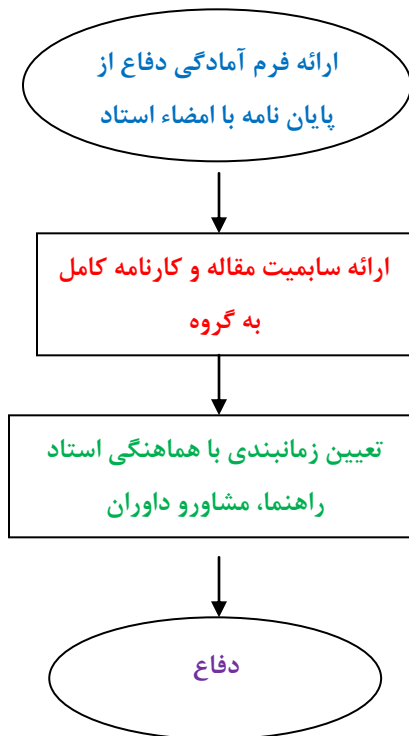 ارائه فرم آمادگی دفاع از
پایان نامه با امضاء استاد
ارائه سابمیت مقاله و کارنامه کامل
به گروه
تعیین زمانبندی با هماهنگی استاد
راهنما، مشاورو داوران
دفاع